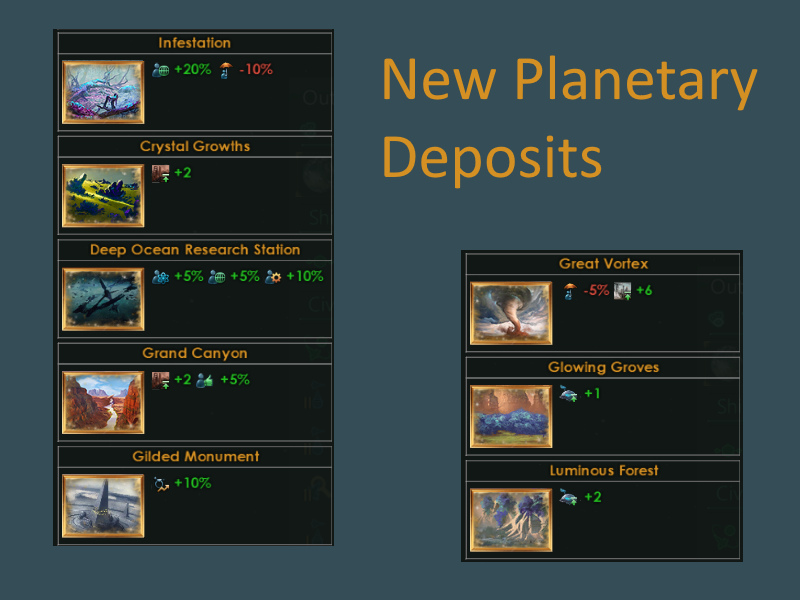 New Planetary
Deposits
Infestation
+20% -10%
Crystal Growths
+2
Deep Ocean Research Station
+5% +5% +10%
Grand Canyon
+2 +5%
Gilded Monument
+10%
Great Vortex
-5% +6
Glowing Groves
+1
Luminous Forest
+2